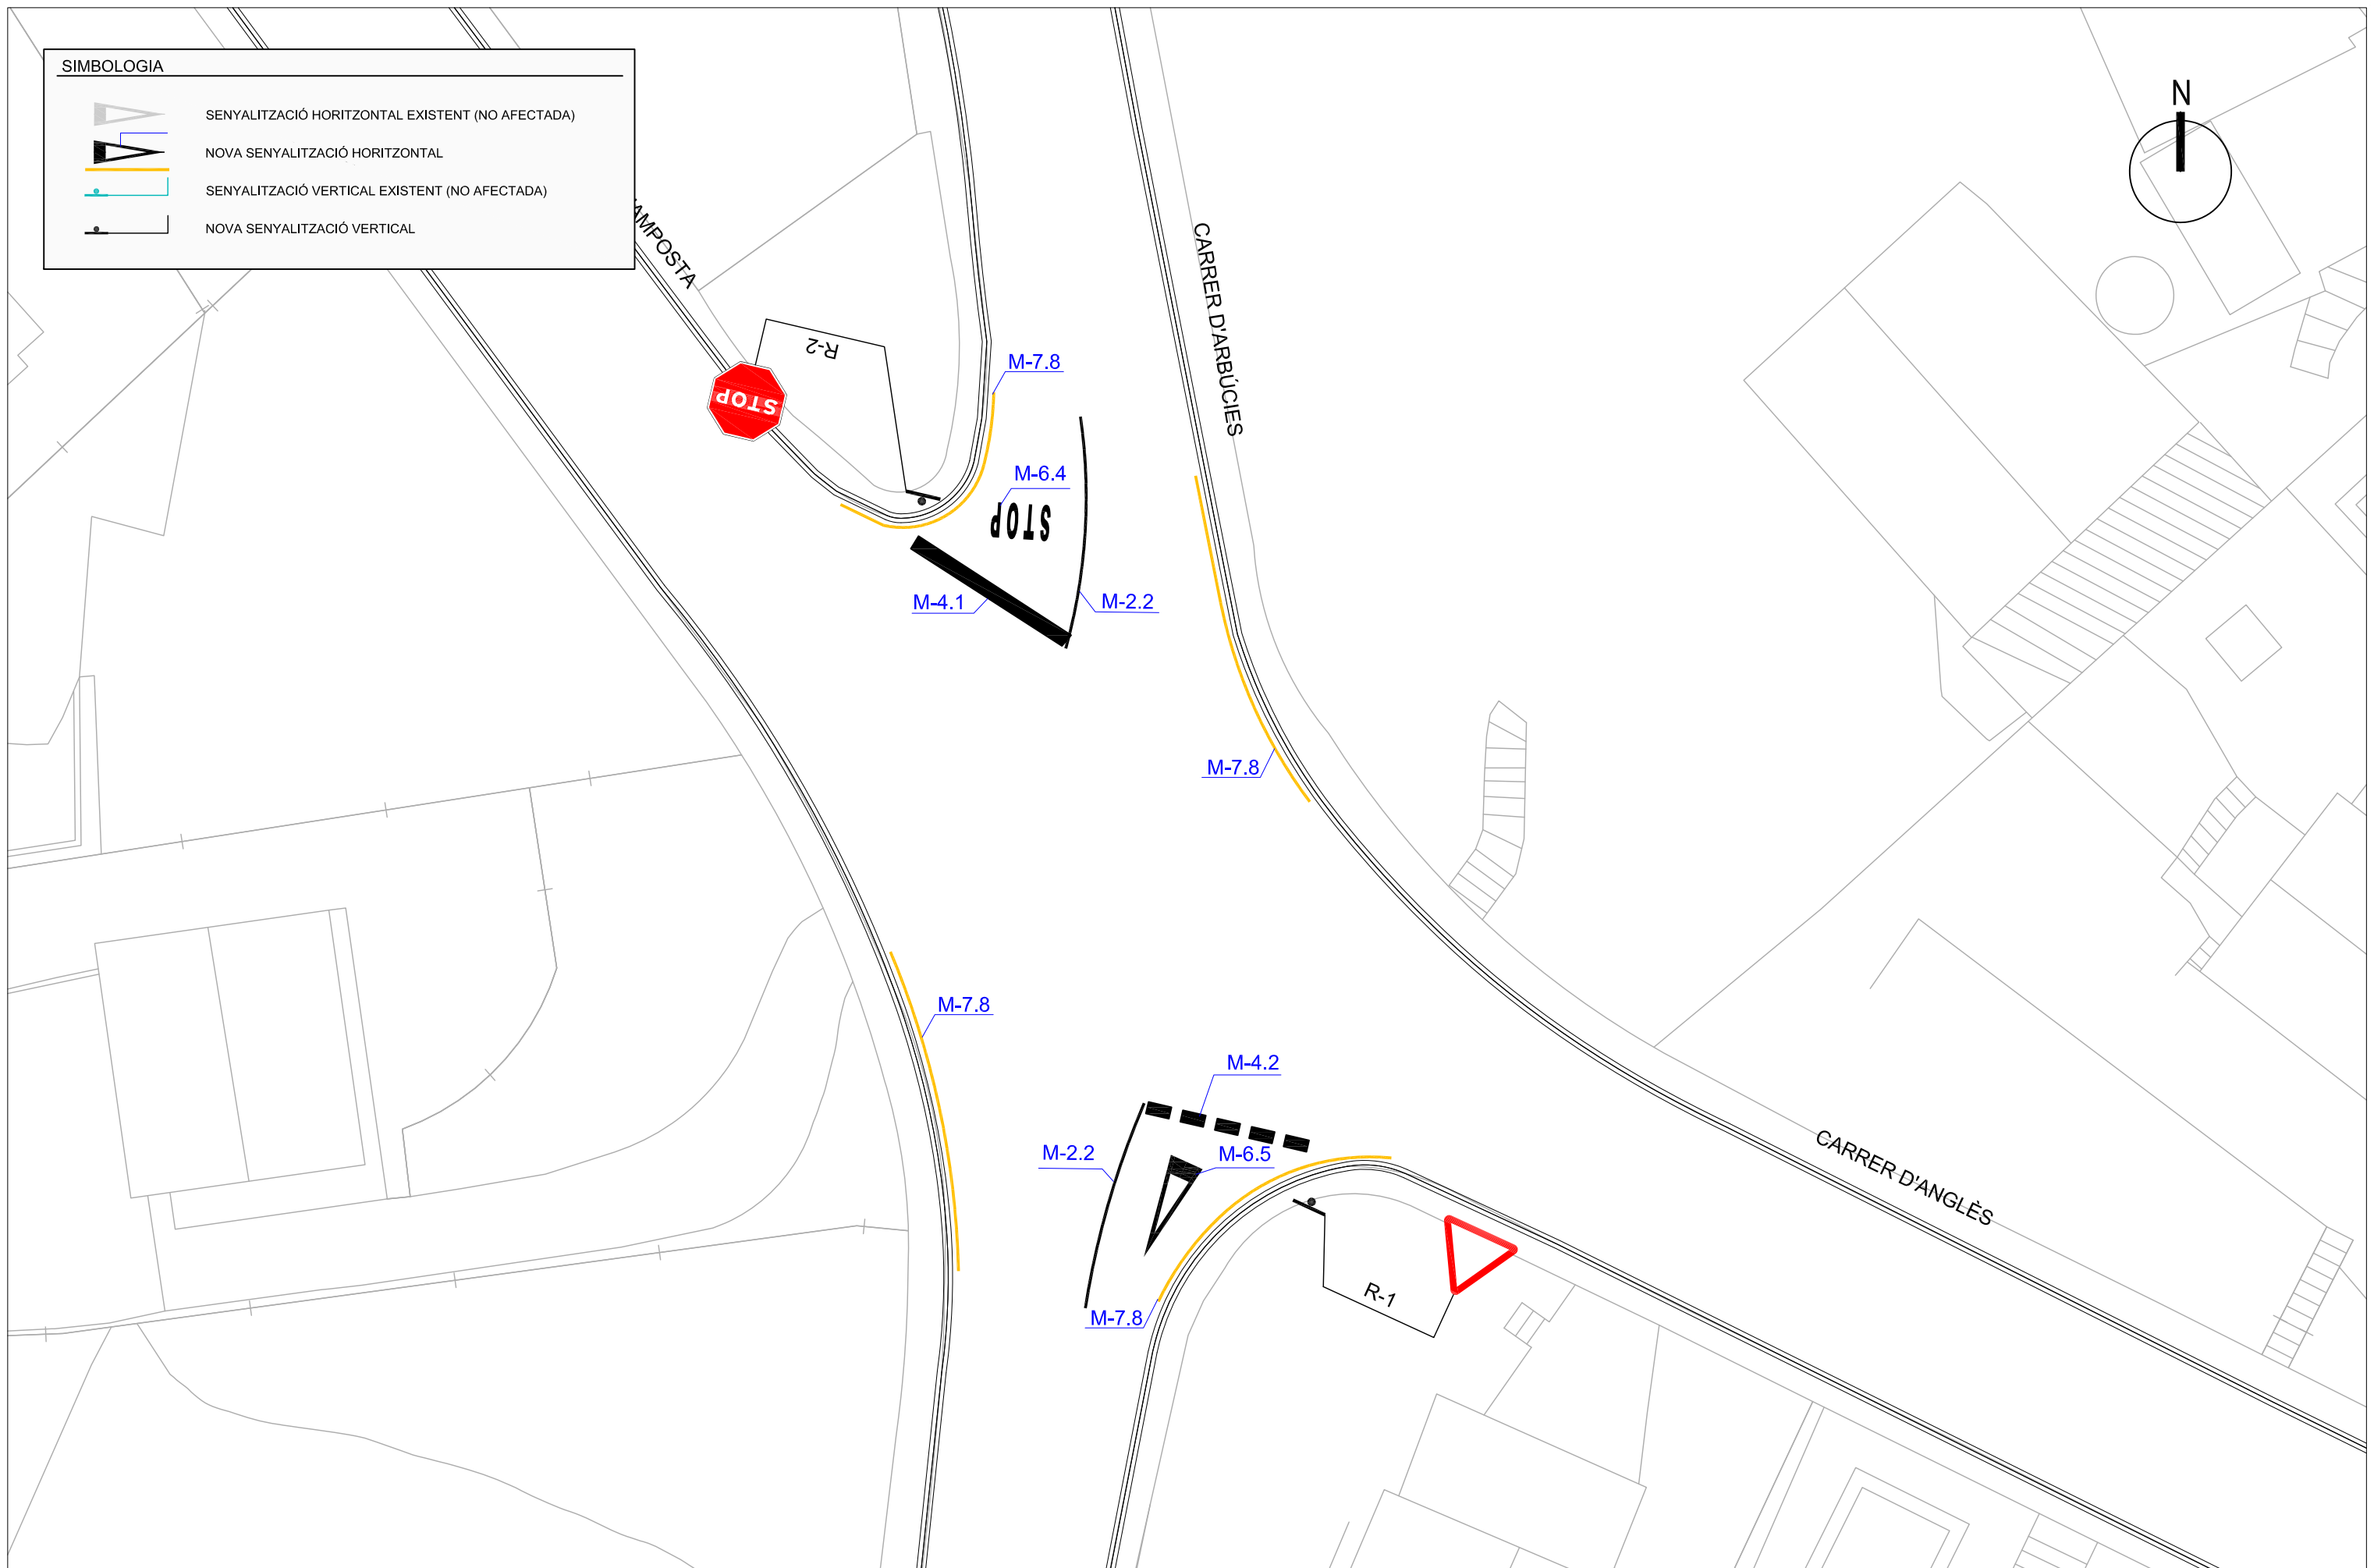 SIMBOLOGIA
SENYALITZACIÓ HORITZONTAL EXISTENT (NO AFECTADA)
NOVA SENYALITZACIÓ HORITZONTAL
SENYALITZACIÓ VERTICAL EXISTENT (NO AFECTADA)
NOVA SENYALITZACIÓ VERTICAL
N
AMPOSTA
CARRER D'ARBÚCIES
R-2
STOP
M-7.8
M-6.4
STOP
M-4.1
M-2.2
M-7.8
M-7.8
M-4.2
M-2.2
M-6.5
CARRER D'ANGLÈS
R-1
M-7.8